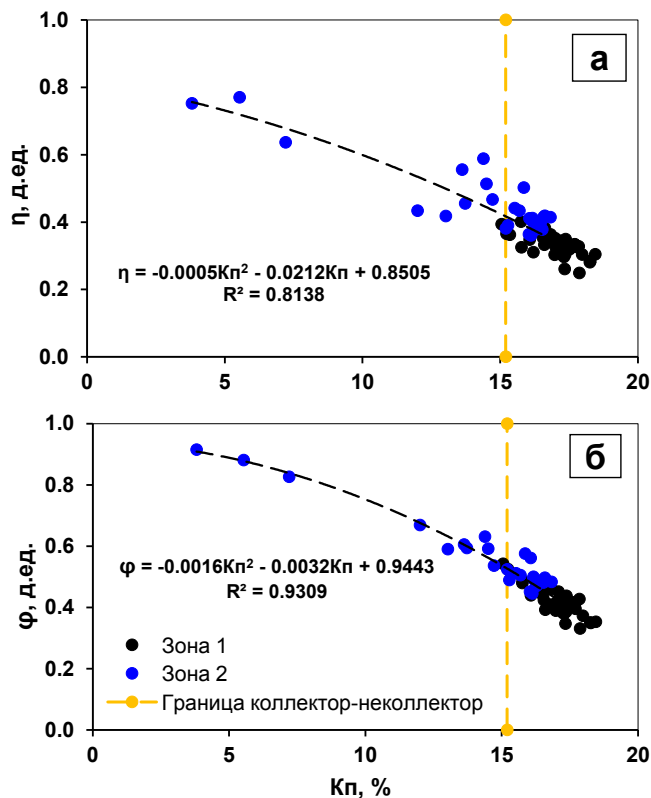 1.0
а
0.8
0.6
η, д.ед.
0.4
η = -0.0005Кп² - 0.0212Кп + 0.8505
R² = 0.8138
0.2
0.0
0 5 10 15 20
1.0
б
0.8
0.6
φ, д.ед.
φ = -0.0016Кп² - 0.0032Кп + 0.9443
R² = 0.9309
0.4
Зона 1
0.2
Зона 2
Граница коллектор-неколлектор
0.0
0 5 10 15 20
Кп, %